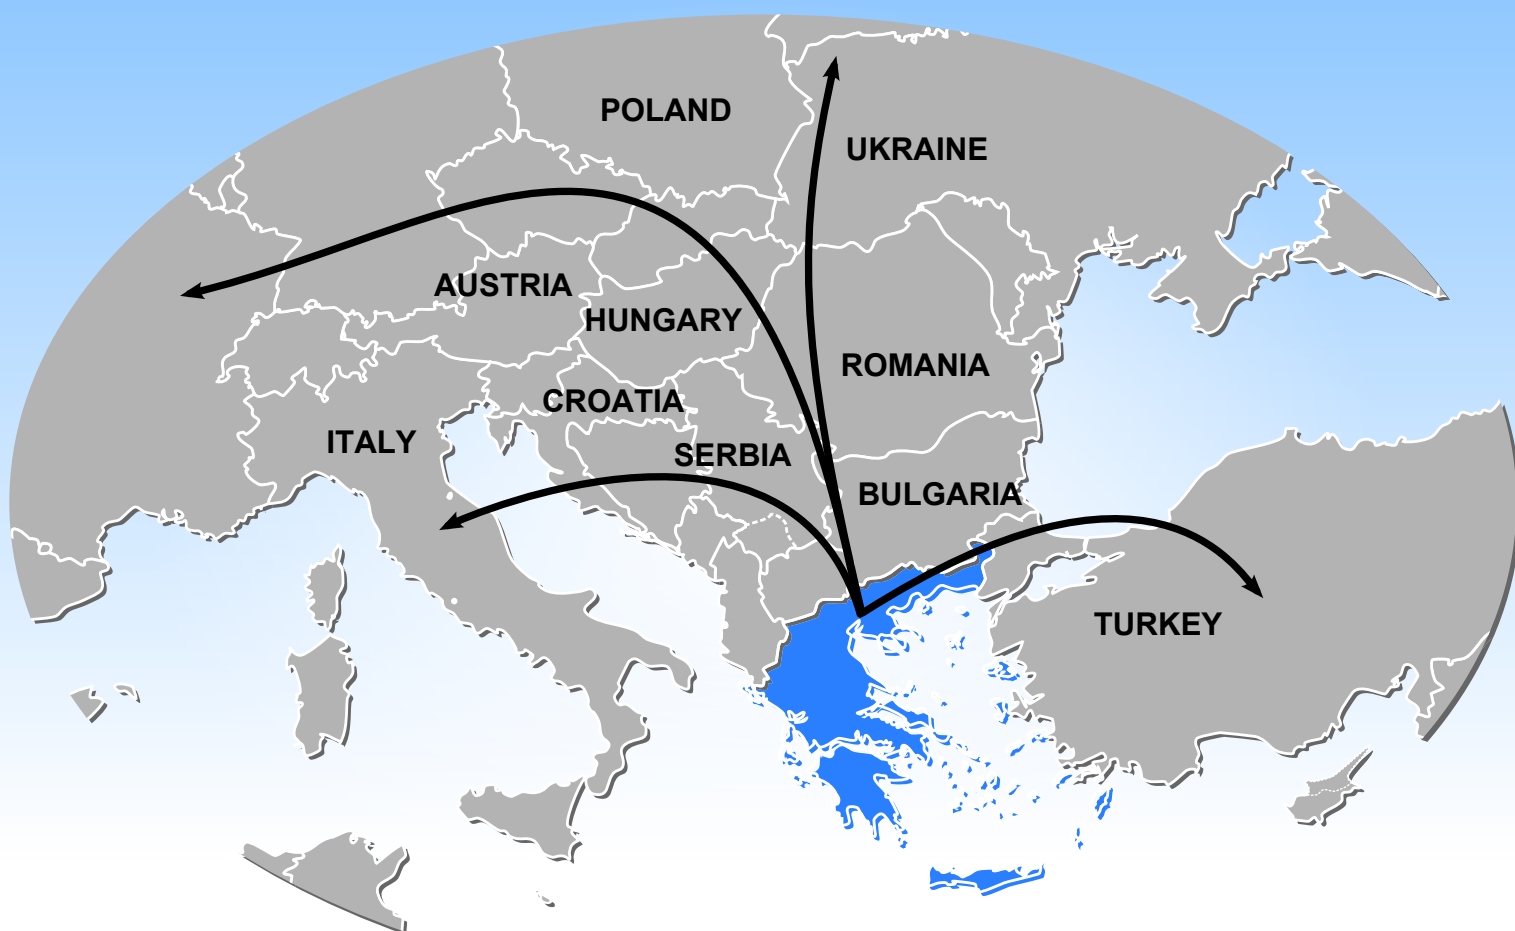 POLAND
UKRAINE
AUSTRIA
HUNGARY
ROMANIA
CROATIA
ITALY
SERBIA
BULGARIA
TURKEY